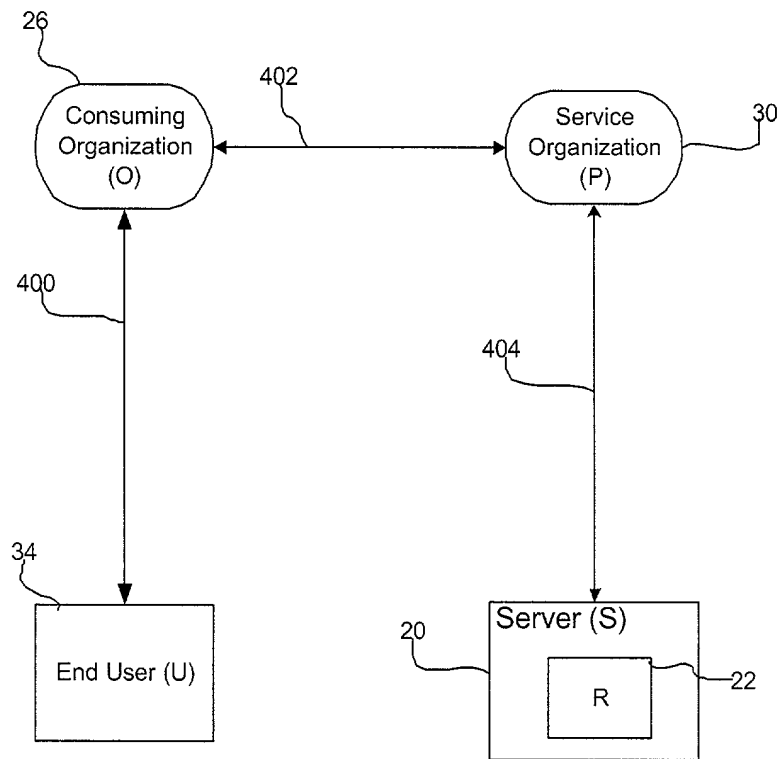 26
Consuming
Organization
(O)
402
Service
Organization
(P)
30
400
404
34
End User (U)
20
Server (S)
R
22